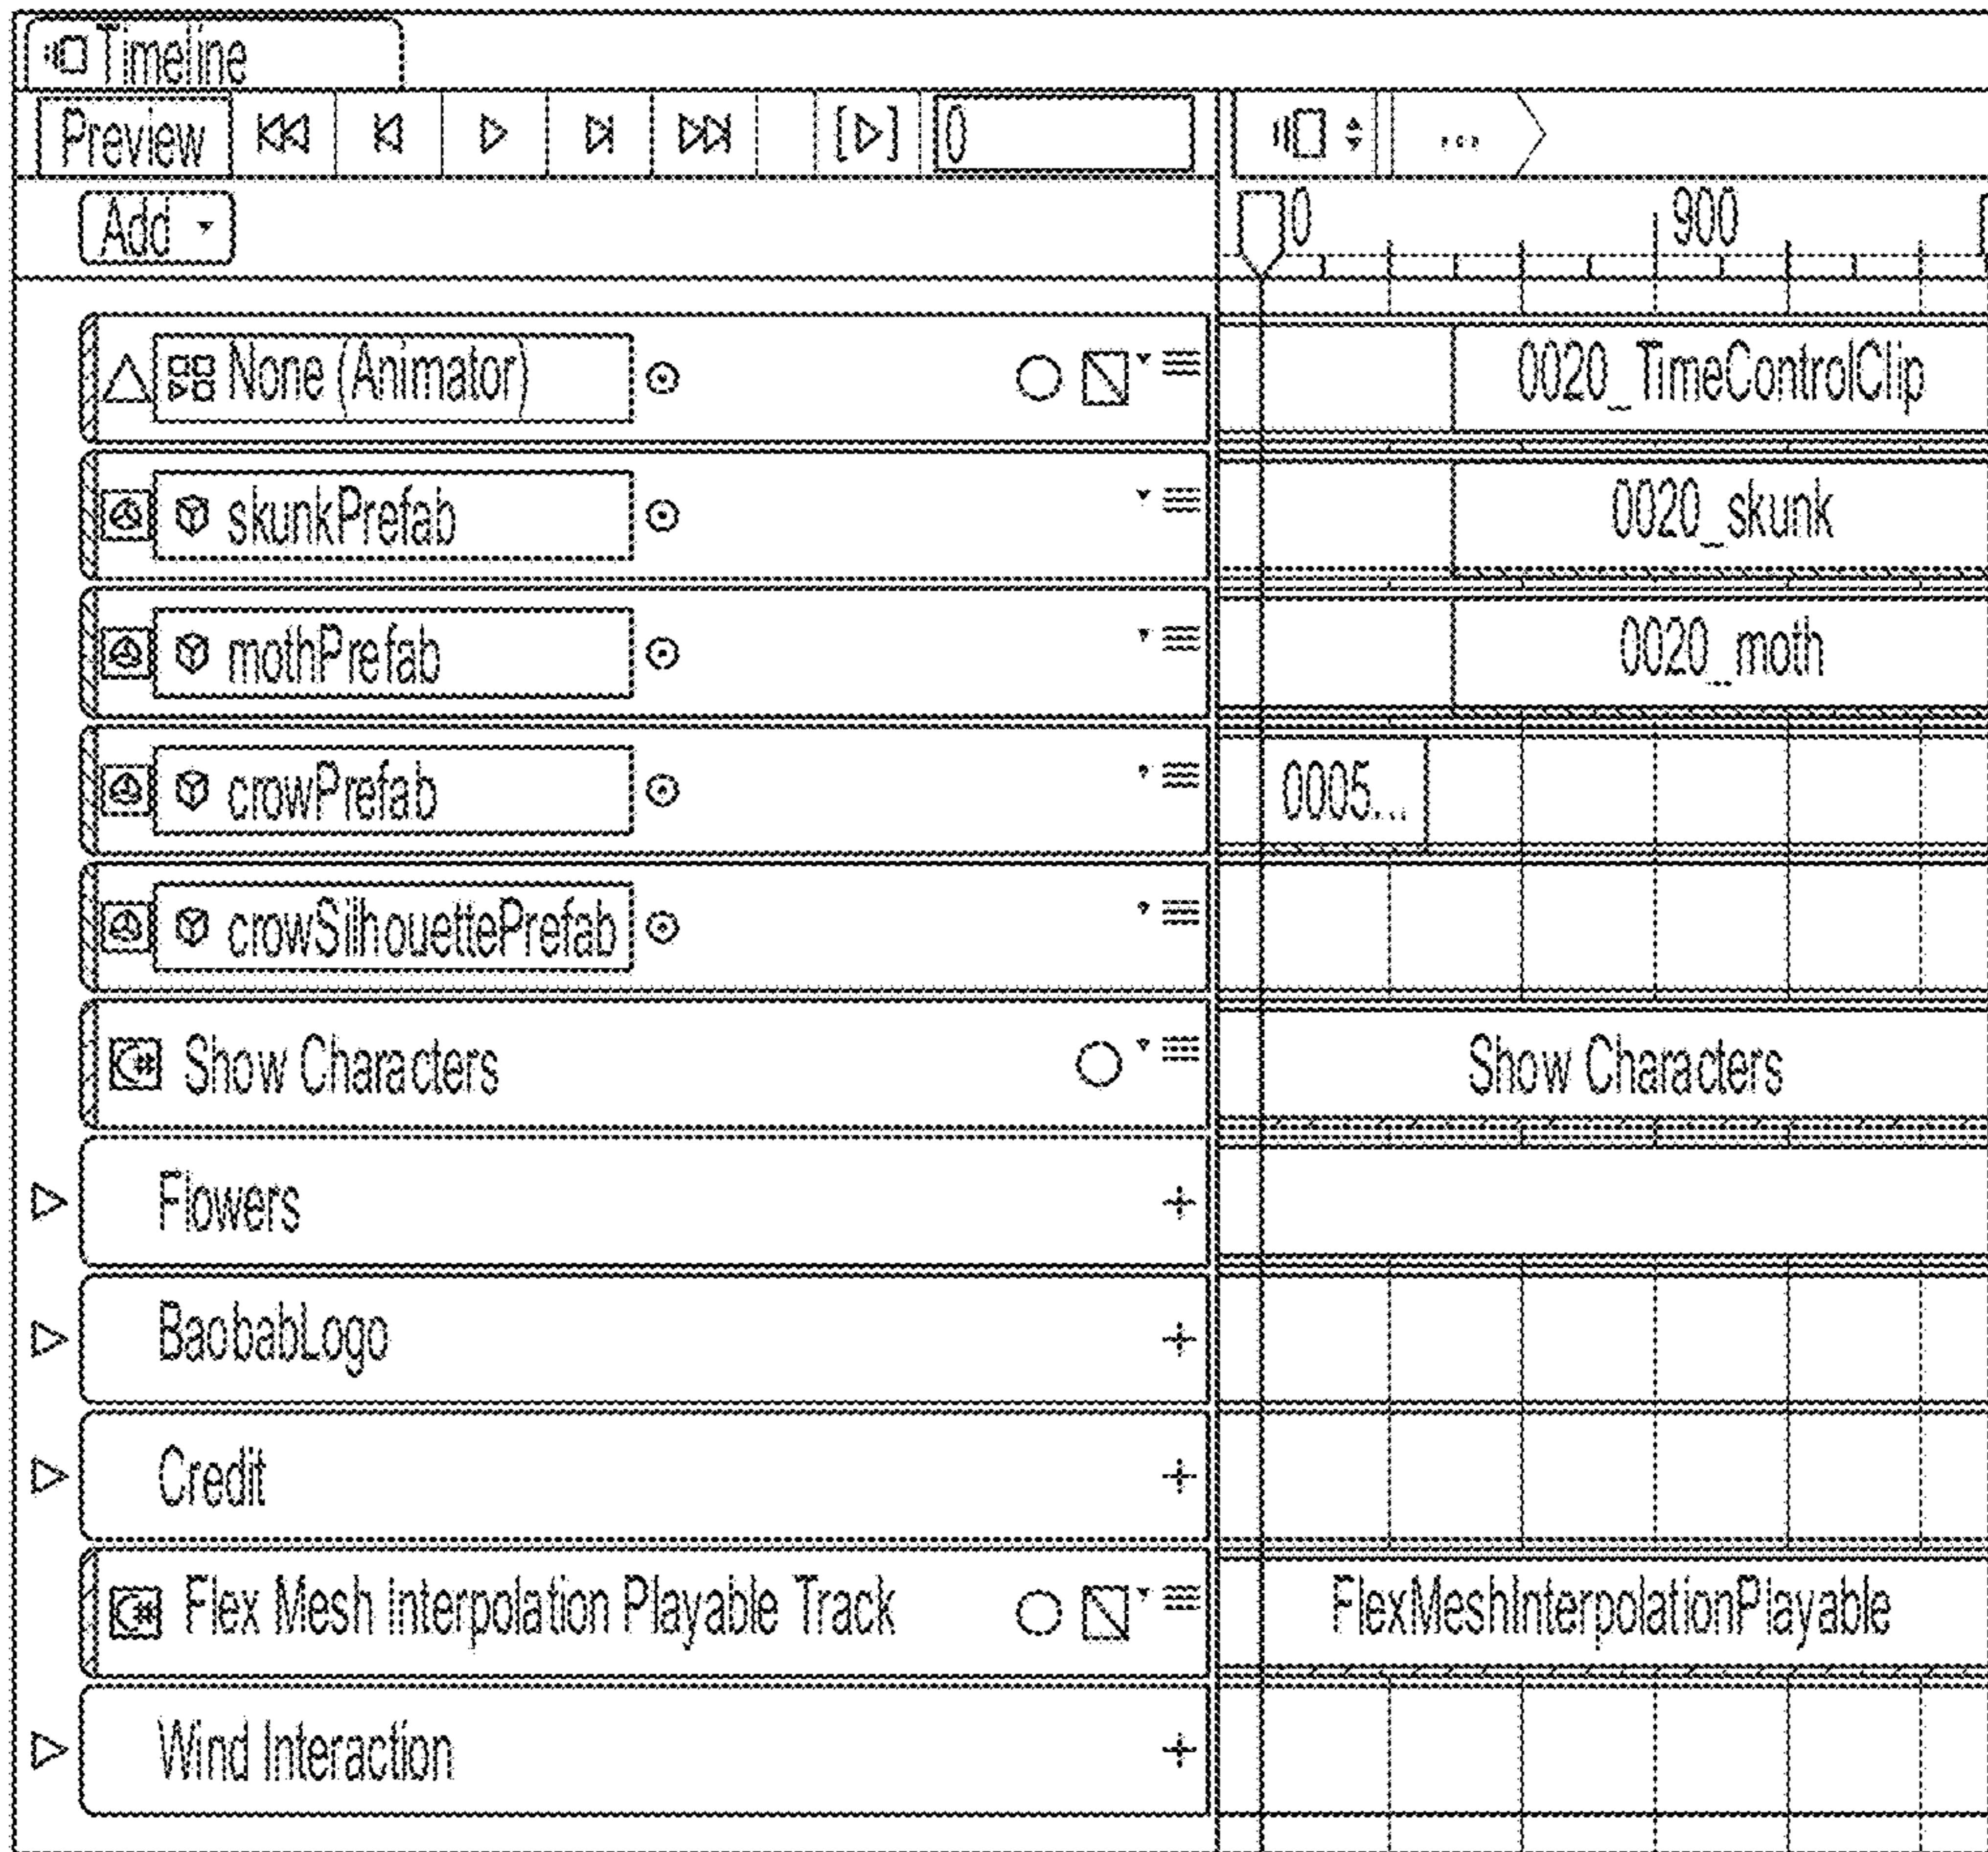 Timeline
Preview 0 ...
Add 0 900
None (Animator) 0020_TimeControlClip
skunkPrefab 0020_skunk
mothPrefab 0020_moth
crowPrefab 0005...
crowSilhouettePrefab
Show Characters Show Characters
Flowers
BaobabLogo
Credit
Flex Mesh Interpolation Playable Track FlexMeshInterpolationPlayable
Wind Interaction